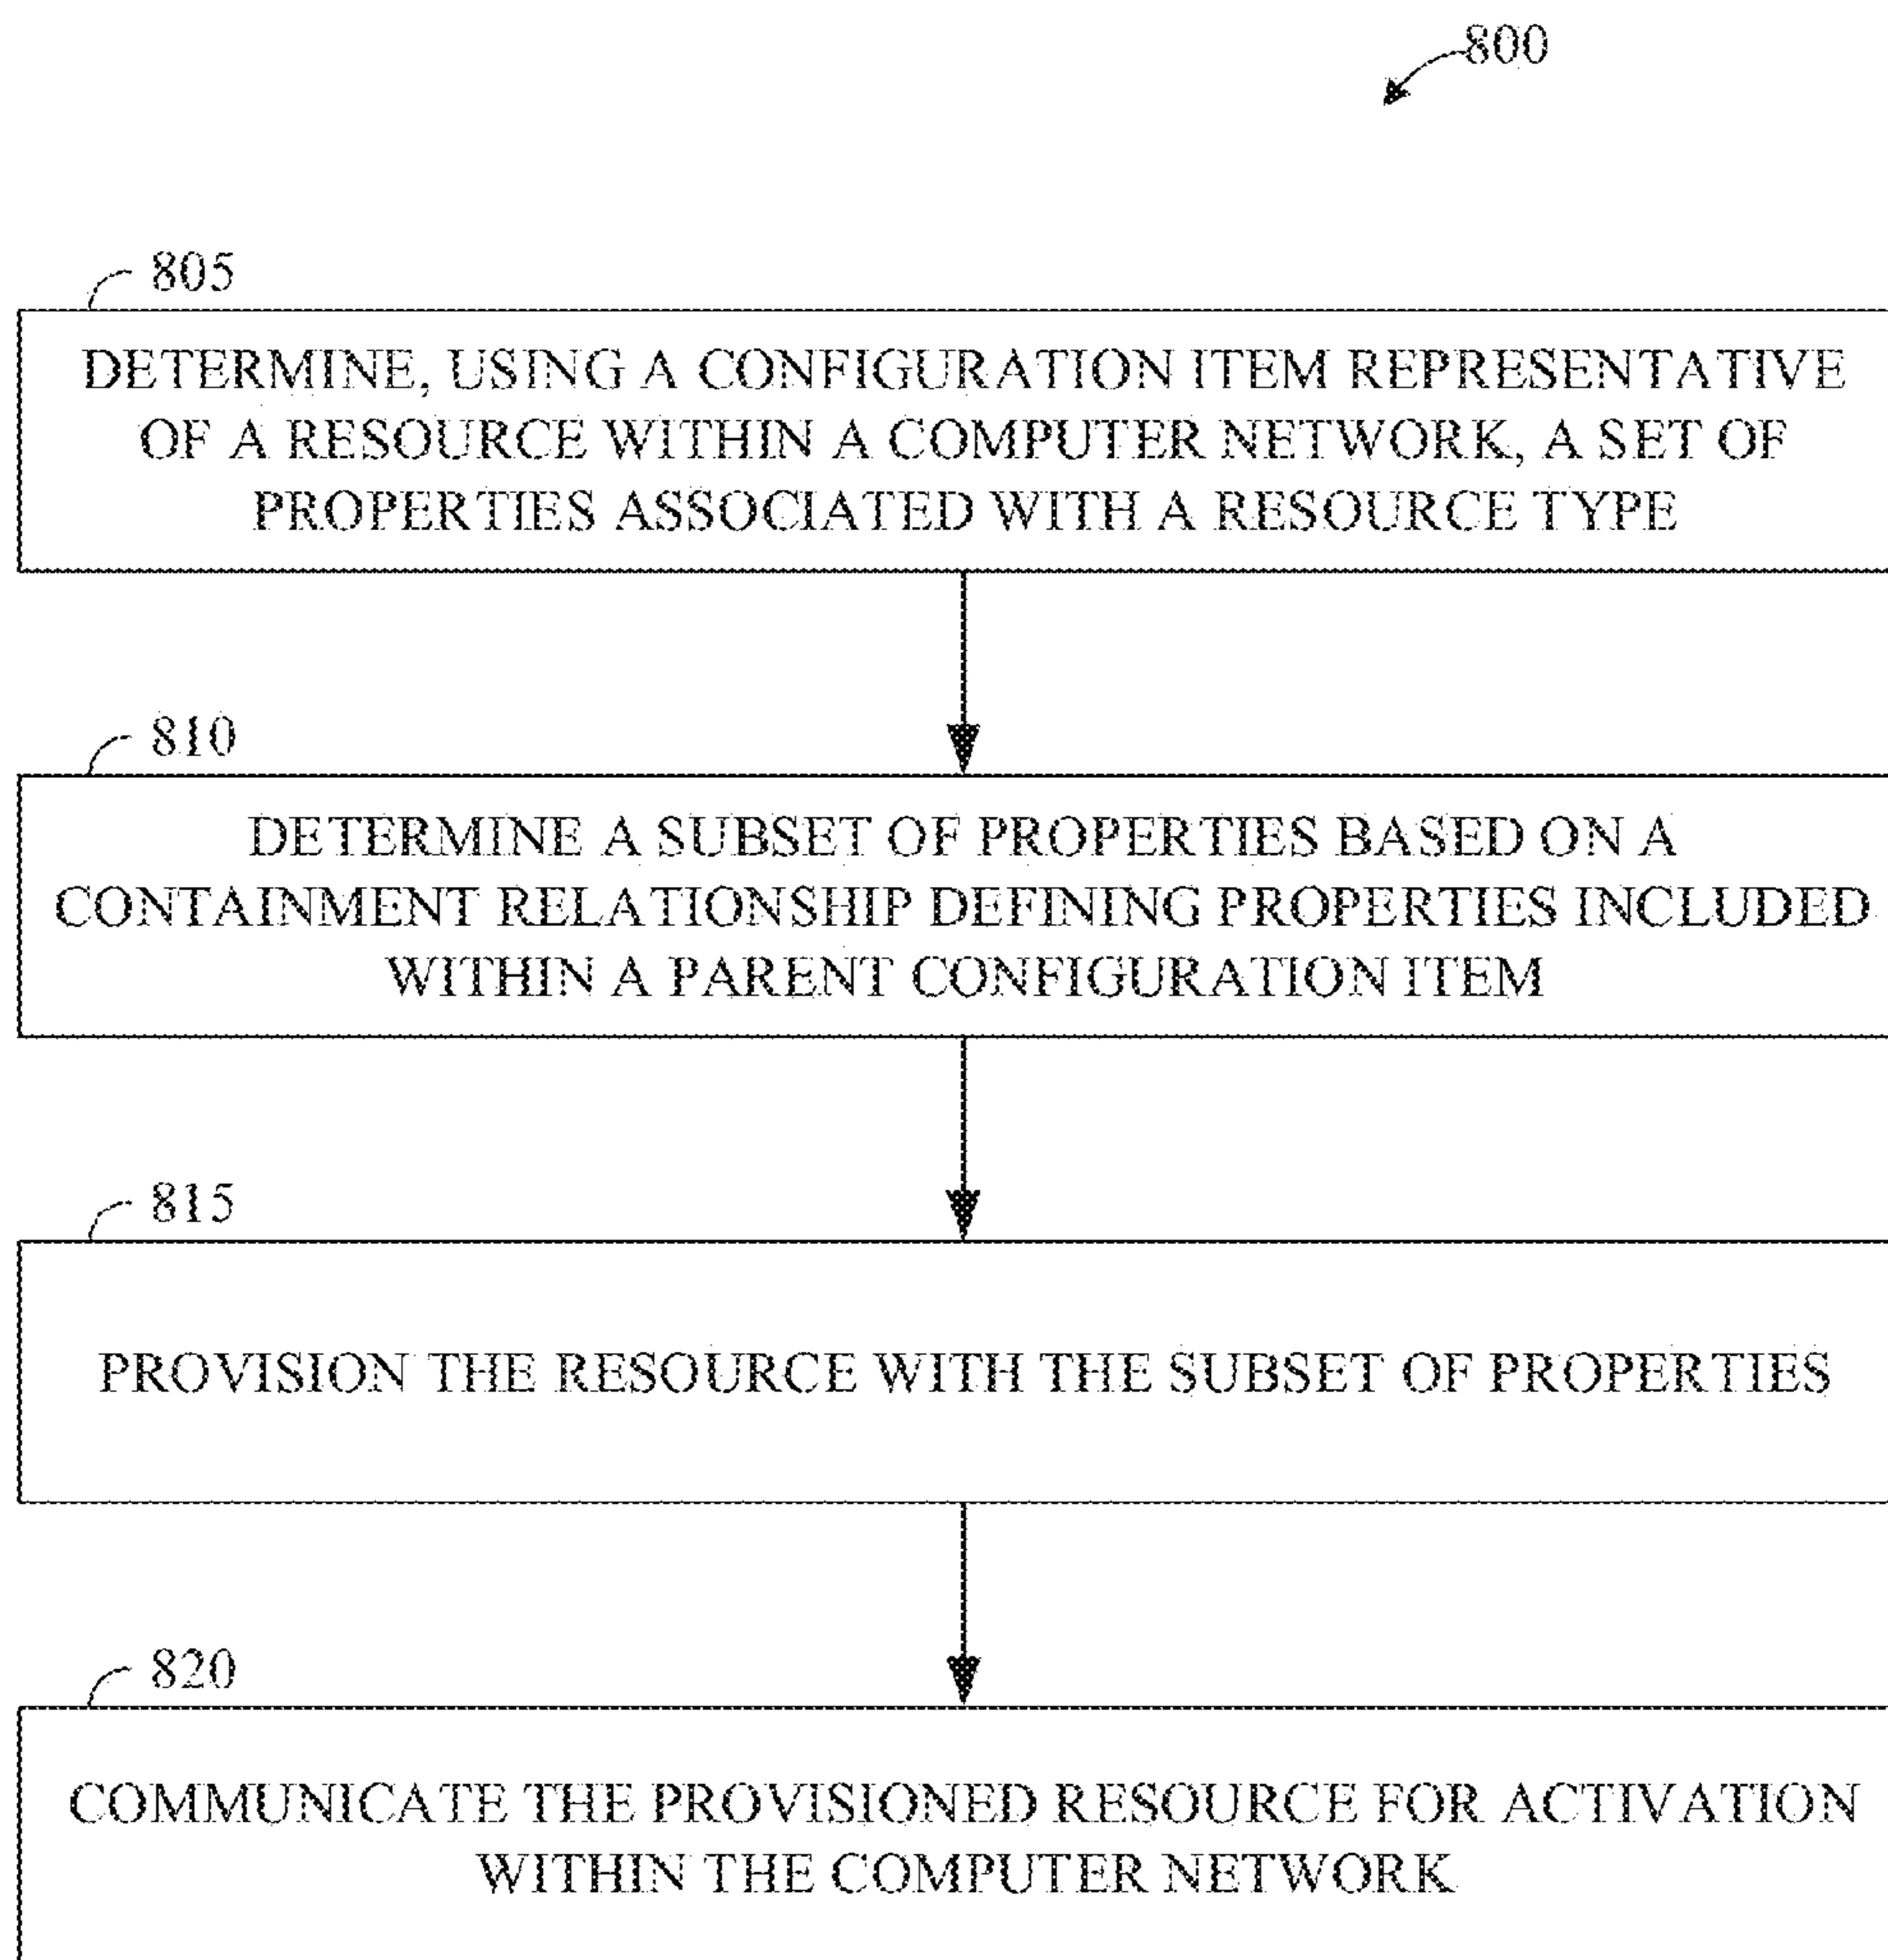 800
805
DETERMINE, USING A CONFIGURATION ITEM REPRESENTATIVE
OF A RESOURCE WITHIN A COMPUTER NETWORK, A SET OF
PROPERTIES ASSOCIATED WITH A RESOURCE TYPE
810
DETERMINE A SUBSET OF PROPERTIES BASED ON A
CONTAINMENT RELATIONSHIP DEFINING PROPERTIES INCLUDED
WITHIN A PARENT CONFIGURATION ITEM
815
PROVISION THE RESOURCE WITH THE SUBSET OF PROPERTIES
820
COMMUNICATE THE PROVISIONED RESOURCE FOR ACTIVATION
WITHIN THE COMPUTER NETWORK